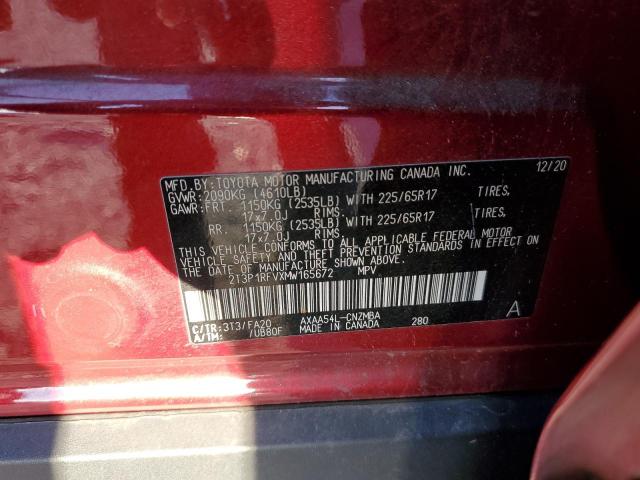 MFD.BY:TOYOTA MOTOR MANUFACTURING CANADA INC. 12/20
GVWR:2090KG (4610LB)
GAWR:FRT 1150KG (2535LB) WITH 225/65R17 TIRES,
17x7.0J RIMS.
RR. 1150KG (2535LB) WITH 225/65R17 TIRES,
17x7.0J RIMS.
THIS VEHICLE CONFORMS TO ALL APPLICABLE FEDERAL MOTOR
VEHICLE SAFETY AND THEFT PREVENTION STANDARDS IN EFFECT ON
THE DATE OF MANUFACTURE SHOWN ABOVE.
2T3P1RFVXMW165672 MPV
C/TR:3T3/FA20 AXAA54L-CNZMBA A
A/TM: /UB80F MADE IN CANADA 280